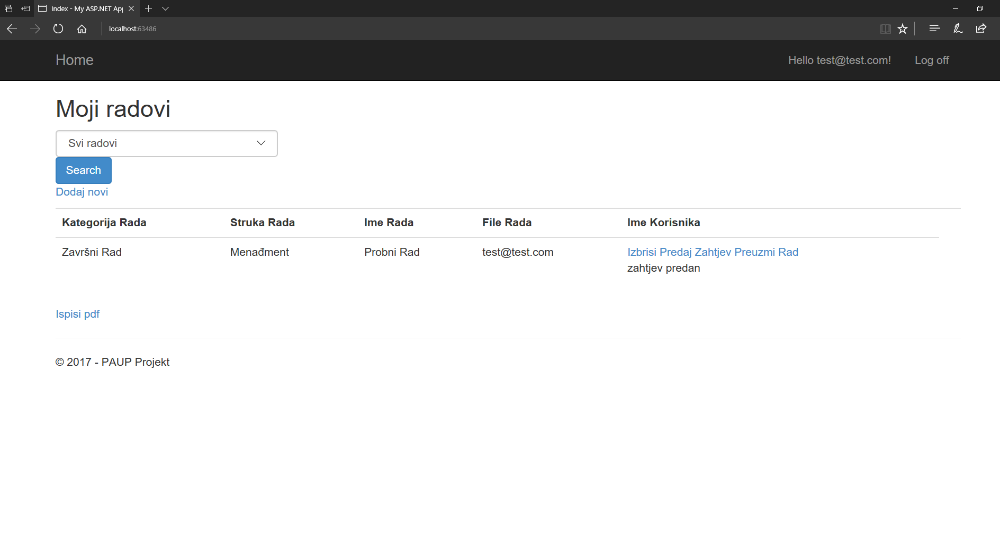 Index - My ASP.NET Ap
localhost:63486
Home
Hello test@test.com!
Log off
Moji radovi
Svi radovi
Search
Dodaj novi
Kategorija Rada Struka Rada Ime Rada File Rada Ime Korisnika
Završni Rad Menađment Probni Rad test@test.com Izbrisi Predaj Zahtjev Preuzmi Rad
zahtjev predan
Ispisi pdf
© 2017 - PAUP Projekt